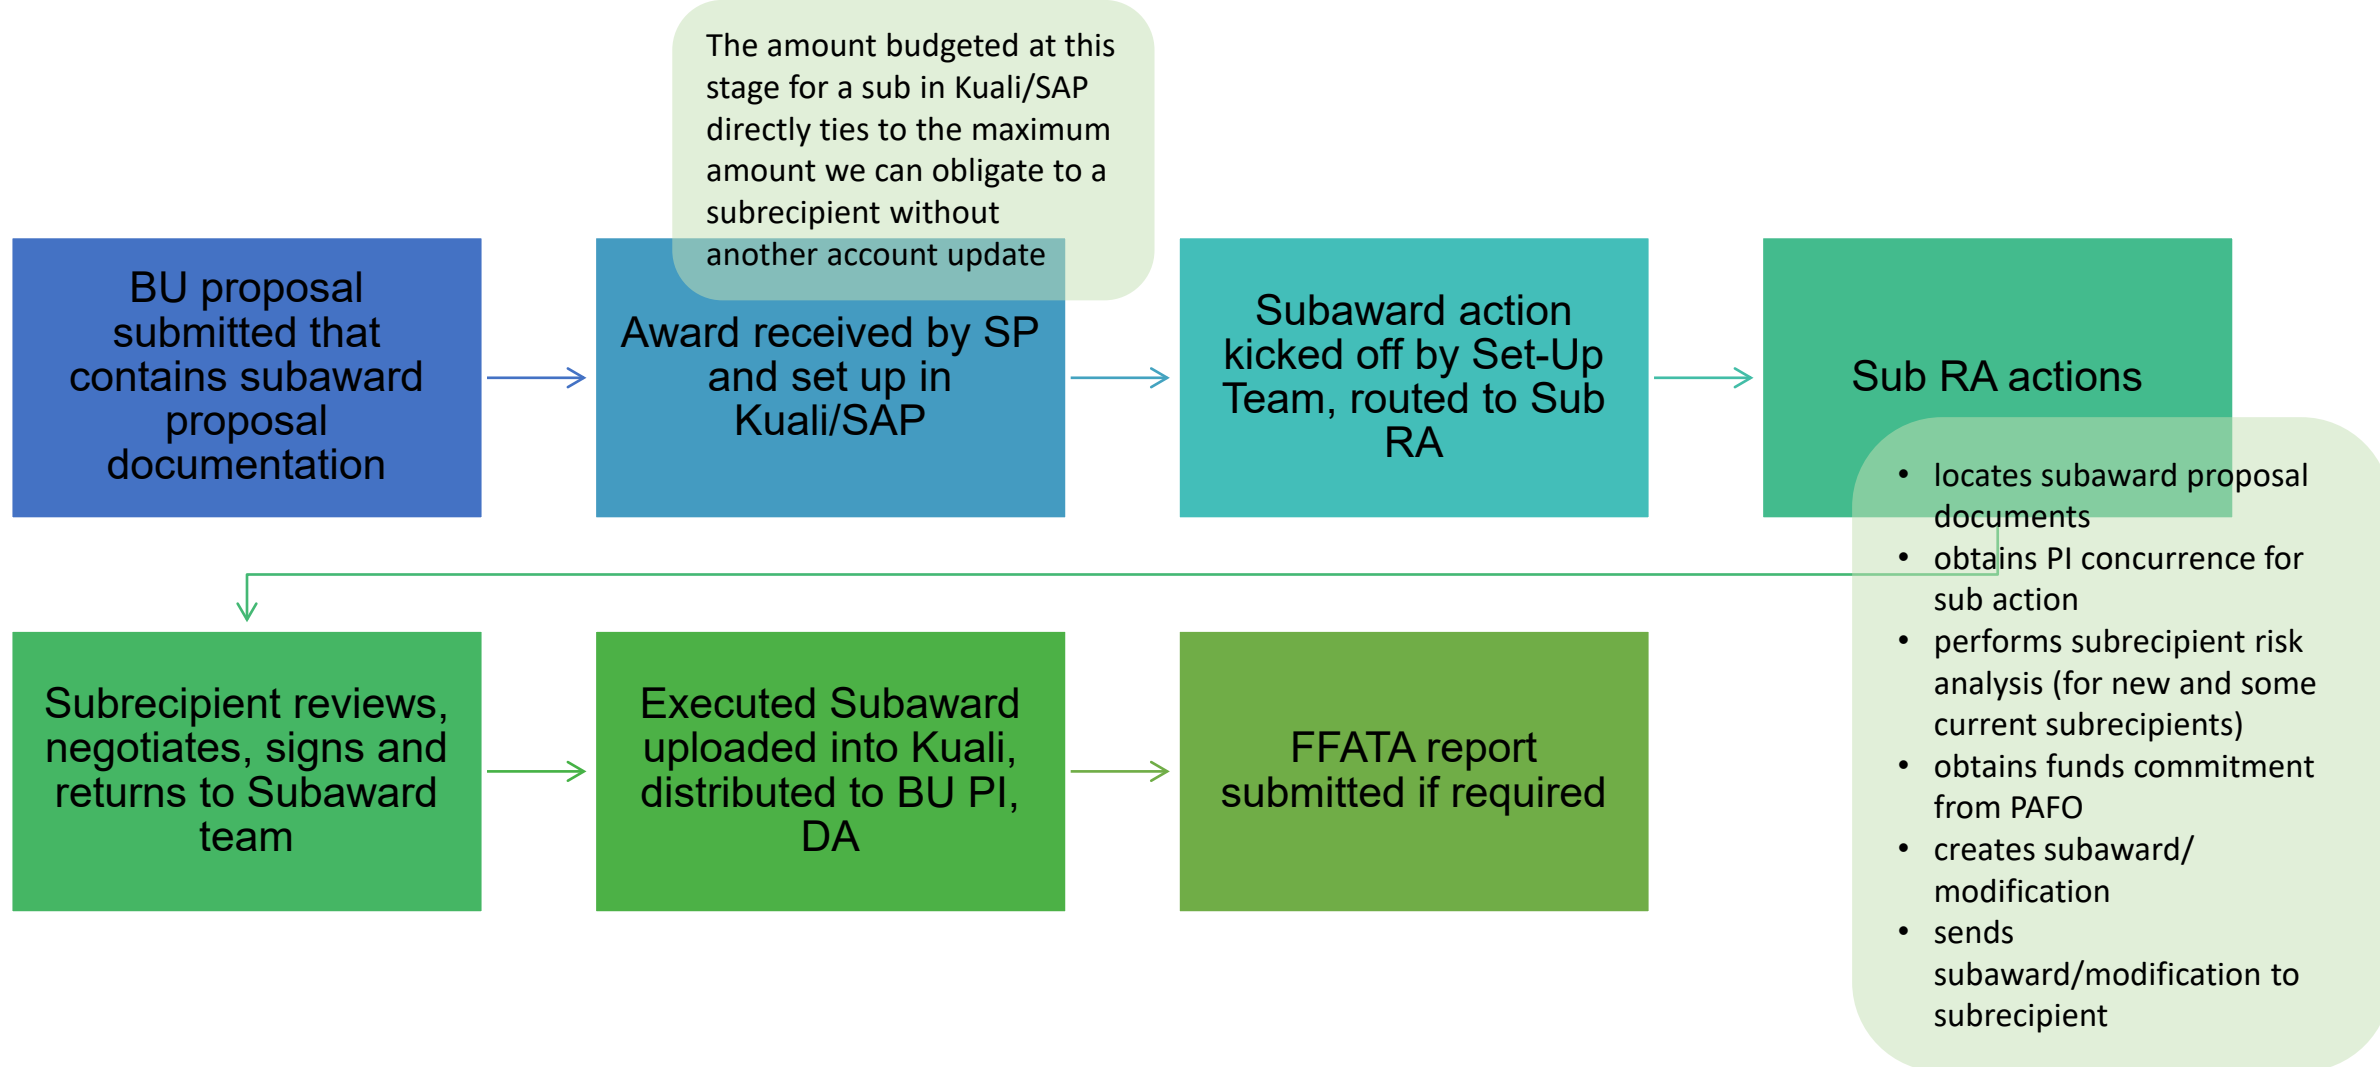 The amount budgeted at this
stage for a sub in Kuali/SAP
directly ties to the maximum
amount we can obligate to a
subrecipient without
another account update
BU proposal
submitted that
contains subaward
proposal
documentation
Award received by SP
and set up in
Kuali/SAP
Subaward action
kicked off by Set-Up
Team, routed to Sub
RA
Sub RA actions
• locates subaward proposal
documents
• obtains PI concurrence for
sub action
• performs subrecipient risk
analysis (for new and some
current subrecipients)
• obtains funds commitment
from PAFO
• creates subaward/
modification
• sends
subaward/modification to
subrecipient
Subrecipient reviews,
negotiates, signs and
returns to Subaward
team
Executed Subaward
uploaded into Kuali,
distributed to BU PI,
DA
FFATA report
submitted if required